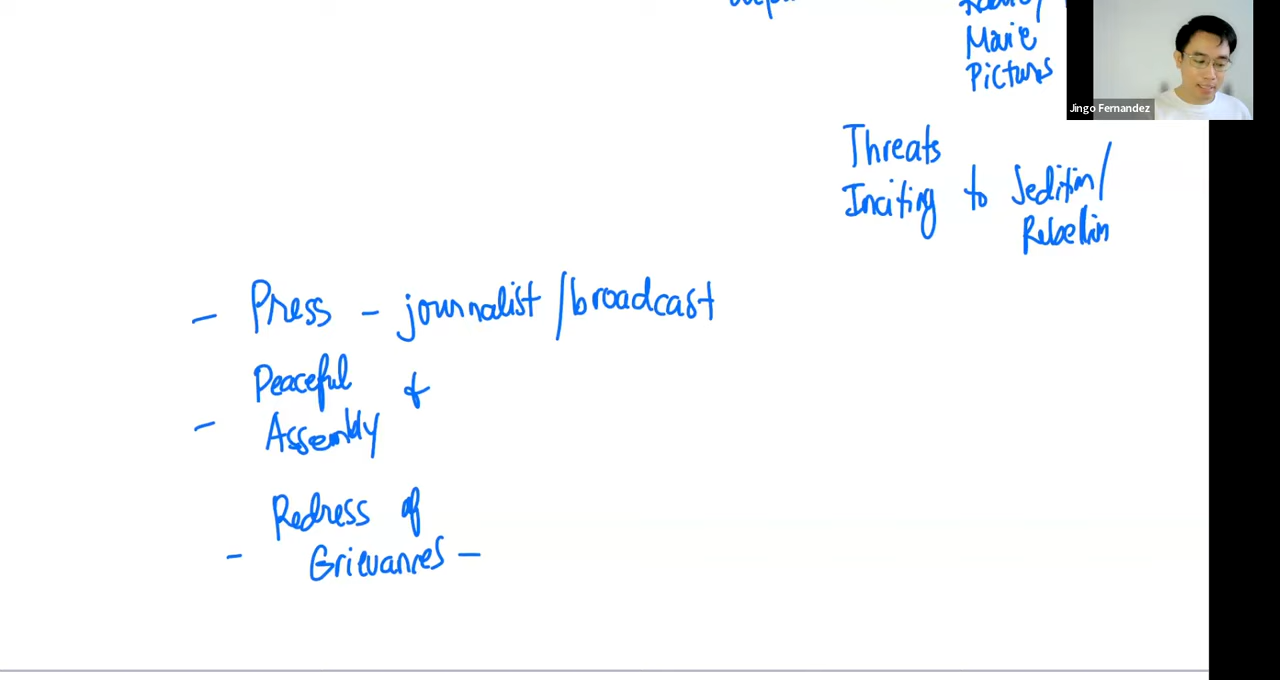 Marie
Pictures
Jingo Fernandez
Threats
Inciting to Sedition/
Rebellion
- Press - journalist/broadcast
Peaceful &
- Assembly
Redress of
- Grievances -